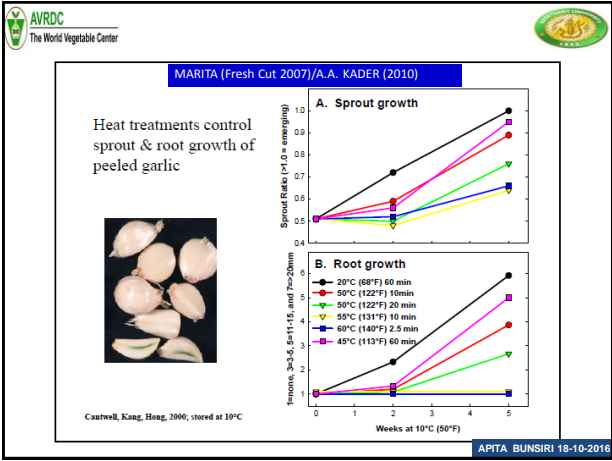 AVRDC
The World Vegetable Center
MARITA (Fresh Cut 2007)/A.A. KADER (2010)
Heat treatments control
sprout & root growth of
peeled garlic
A. Sprout growth
Sprout Ratio (>1.0 = emerging)
1.0
0.9
0.8
0.7
0.6
0.5
0.4
B. Root growth
1=none, 3=3-5, 5=11-15, and 7=>20mm
6
5
4
3
2
1
20°C (68°F) 60 min
50°C (122°F) 10min
50°C (122°F) 20 min
55°C (131°F) 10 min
60°C (140°F) 2.5 min
45°C (113°F) 60 min
0 1 2 3 4 5
Weeks at 10°C (50°F)
Cantwell, Kang, Hong, 2000; stored at 10°C
APITA BUNSIRI 18-10-2016